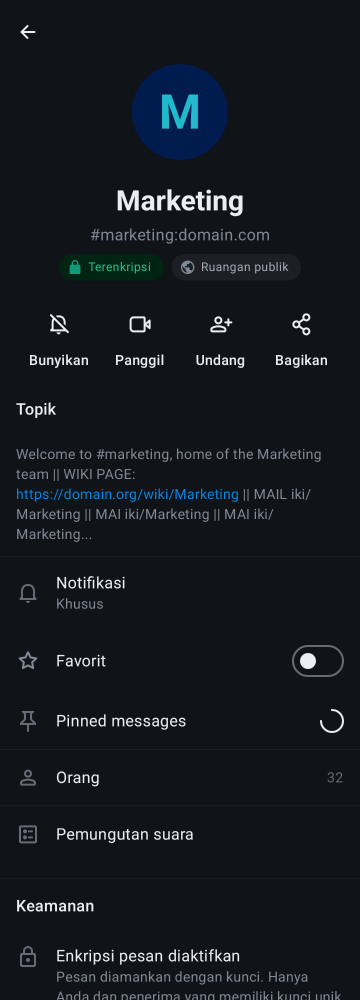 M
Marketing
#marketing:domain.com
Terenkripsi
Ruangan publik
Bunyikan
Panggil
Undang
Bagikan
Topik
Welcome to #marketing, home of the Marketing
team || WIKI PAGE:
https://domain.org/wiki/Marketing || MAIL iki/
Marketing || MAI iki/Marketing || MAI iki/
Marketing...
Notifikasi
Khusus
Favorit
Pinned messages
Orang 32
Pemungutan suara
Keamanan
Enkripsi pesan diaktifkan
Pesan diamankan dengan kunci. Hanya
Anda dan penerima yang memiliki kunci unik